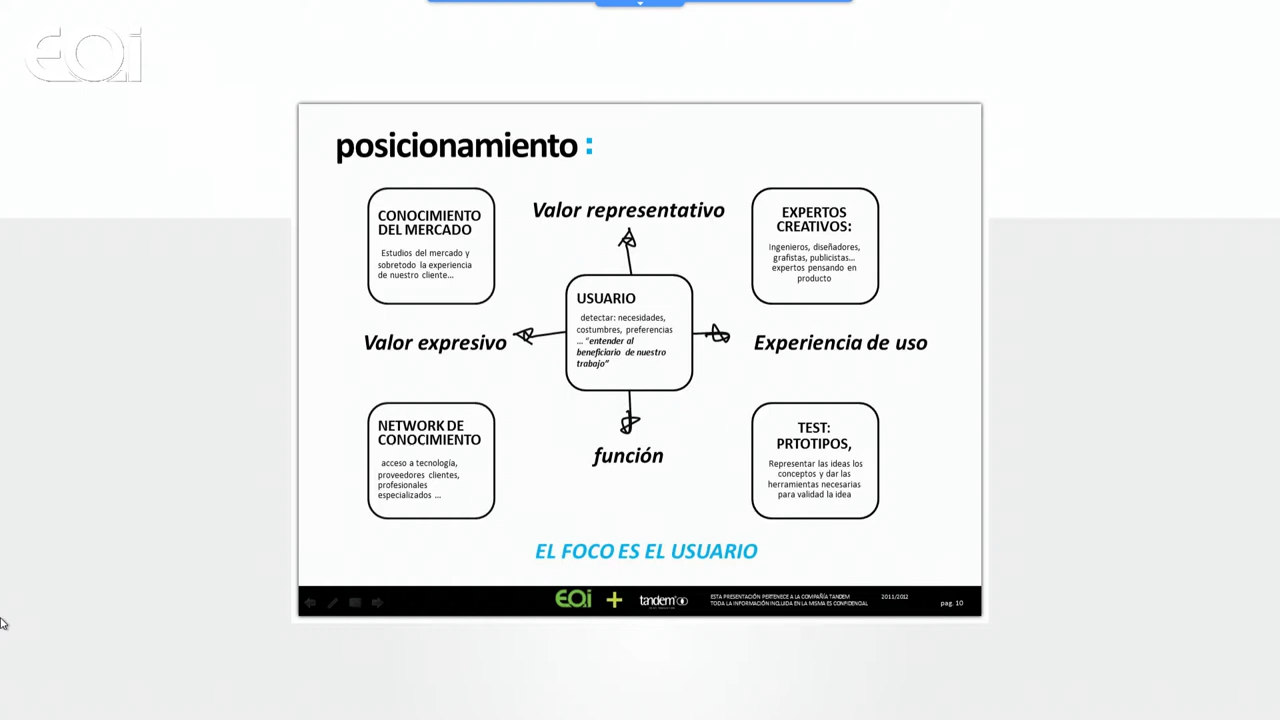 EOi
posicionamiento :
CONOCIMIENTO
DEL MERCADO
Estudios del mercado y
sobretodo la experiencia
de nuestro cliente...
Valor representativo
EXPERTOS
CREATIVOS:
Ingenieros, diseñadores,
grafistas, publicistas...
expertos pensando en
producto
USUARIO
detectar: necesidades,
costumbres, preferencias
... "entender al
beneficiario de nuestro
trabajo"
Valor expresivo
Experiencia de uso
NETWORK DE
CONOCIMIENTO
acceso a tecnología,
proveedores clientes,
profesionales
especializados ...
función
TEST:
PRTOTIPOS,
Representar las ideas los
conceptos y dar las
herramientas necesarias
para validad la idea
EL FOCO ES EL USUARIO
EOi + tandem
ESTA PRESENTACIÓN PERTENECE A LA COMPAÑÍA TANDEM
TODA LA INFORMACIÓN INCLUIDA EN LA MISMA ES CONFIDENCIAL
2011/2012
pag. 10